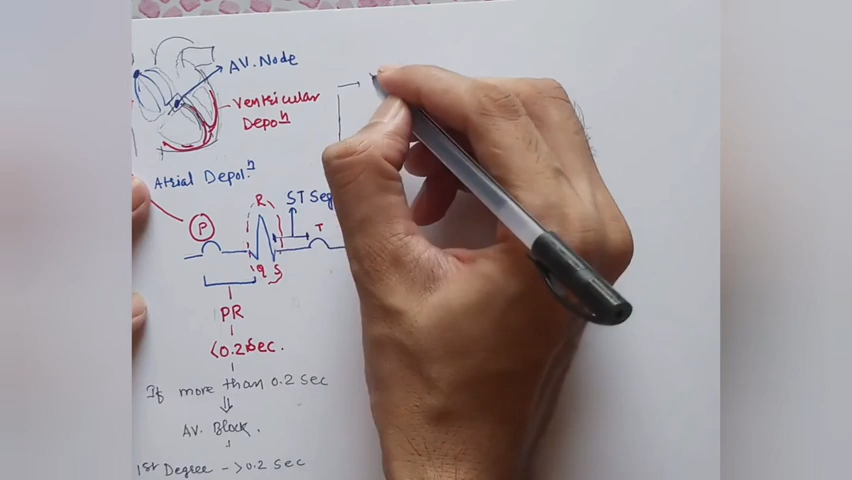 AV. Node
Ventricular
Depoⁿ
Atrial Depol.ⁿ
R
ST Seg
P
T
q S
PR
<0.2 Sec.
If more than 0.2 Sec
⇓
AV. Block.
1st Degree - >0.2 sec